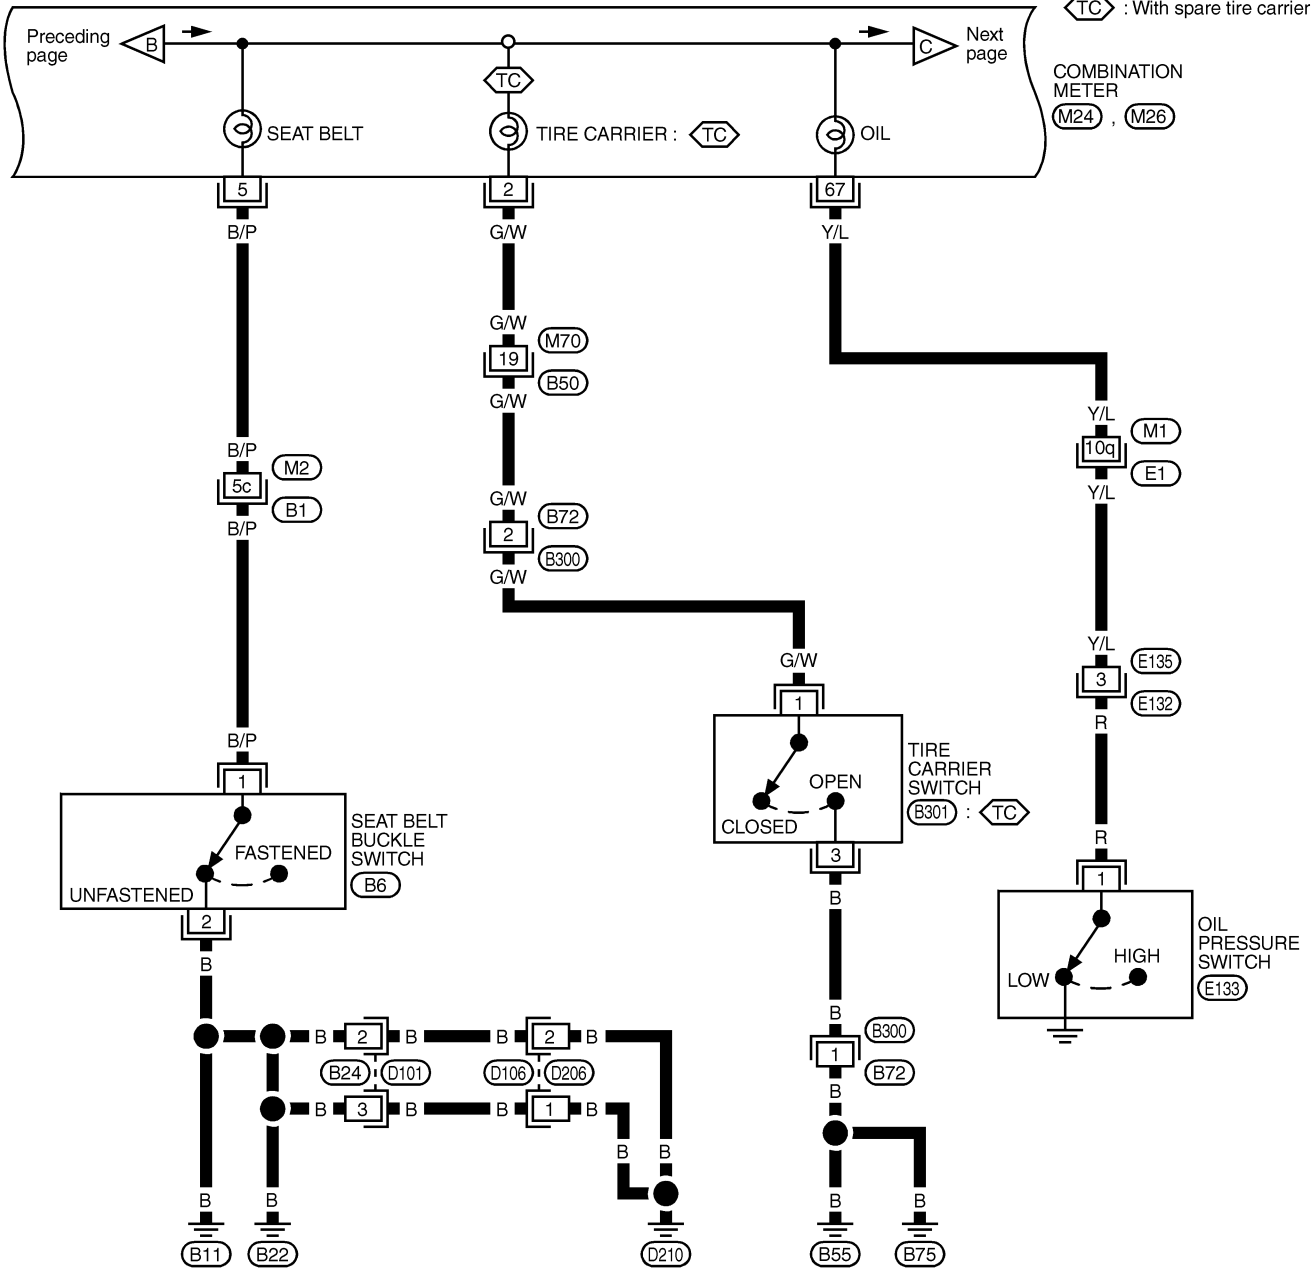 TC : With spare tire carrier
Preceding
page
B
C
Next
page
TC
COMBINATION
METER
M24 , M26
SEAT BELT
TIRE CARRIER : TC
OIL
5
2
67
B/P
G/W
Y/L
G/W
M70
19
B50
G/W
Y/L
M1
10q
E1
Y/L
B/P
M2
5c
B1
B/P
G/W
B72
2
B300
G/W
Y/L
E135
3
E132
R
G/W
1
TIRE
CARRIER
SWITCH
B301 : TC
OPEN
CLOSED
3
B
B/P
1
SEAT BELT
BUCKLE
SWITCH
B6
FASTENED
UNFASTENED
2
B
R
1
OIL
PRESSURE
SWITCH
E133
HIGH
LOW
B 2 B B 2 B
B24 D101 D106 D206
B 3 B B 1 B
B
B300
1
B72
B
B B
B B
B B
B11 B22 D210 B55 B75